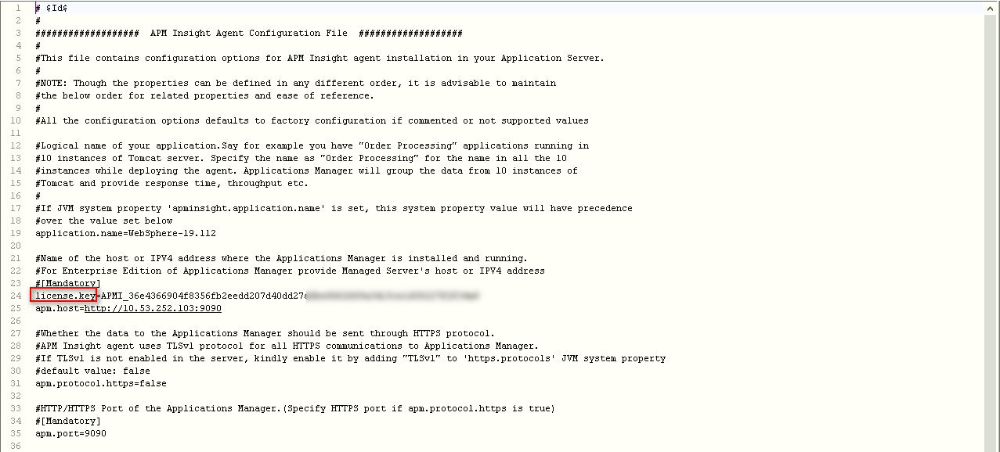 1 # $Id$
2 #
3 ################### APM Insight Agent Configuration File ###################
4 #
5 #This file contains configuration options for APM Insight agent installation in your Application Server.
6 #
7 #NOTE: Though the properties can be defined in any different order, it is advisable to maintain
8 #the below order for related properties and ease of reference.
9 #
10 #All the configuration options defaults to factory configuration if commented or not supported values
11
12 #Logical name of your application.Say for example you have "Order Processing" applications running in
13 #10 instances of Tomcat server. Specify the name as "Order Processing" for the name in all the 10
14 #instances while deploying the agent. Applications Manager will group the data from 10 instances of
15 #Tomcat and provide response time, throughput etc.
16 #
17 #If JVM system property 'apminsight.application.name' is set, this system property value will have precedence
18 #over the value set below
19 application.name=WebSphere-19.112
20
21 #Name of the host or IPV4 address where the Applications Manager is installed and running.
22 #For Enterprise Edition of Applications Manager provide Managed Server's host or IPV4 address
23 #[Mandatory]
24 license.key=APMI_36e4366904f8356fb2eedd207d40dd27
25 apm.host=http://10.53.252.103:9090
26
27 #Whether the data to the Applications Manager should be sent through HTTPS protocol.
28 #APM Insight agent uses TLSv1 protocol for all HTTPS communications to Applications Manager.
29 #If TLSv1 is not enabled in the server, kindly enable it by adding "TLSv1" to 'https.protocols' JVM system property
30 #default value: false
31 apm.protocol.https=false
32
33 #HTTP/HTTPS Port of the Applications Manager.(Specify HTTPS port if apm.protocol.https is true)
34 #[Mandatory]
35 apm.port=9090
36